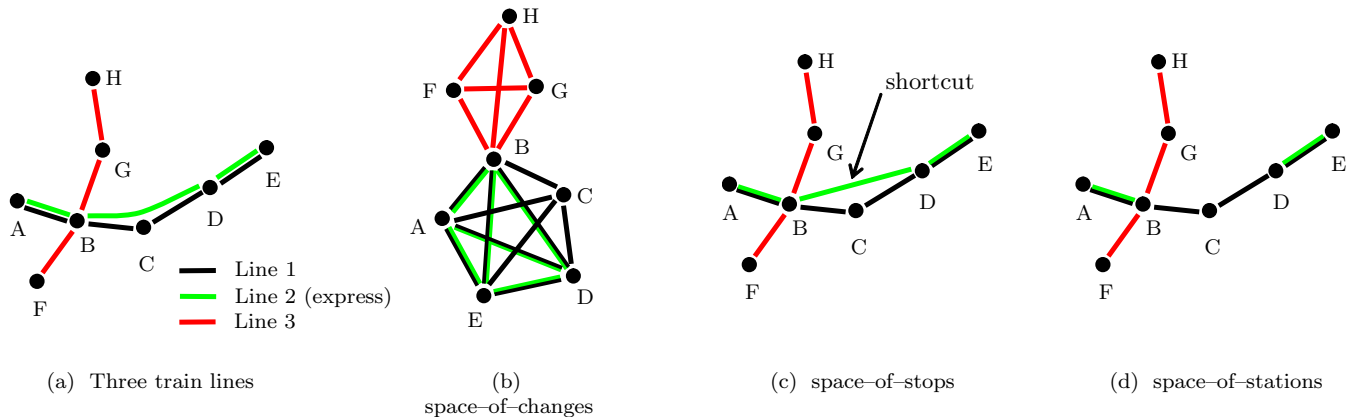 H
G
A
B
C
D
E
F
Line 1
Line 2 (express)
Line 3
(a) Three train lines
H
F
G
B
C
A
D
E
(b)
space–of–changes
H
shortcut
G
E
A
B
D
C
F
(c) space–of–stops
H
G
E
A
B
D
C
F
(d) space–of–stations